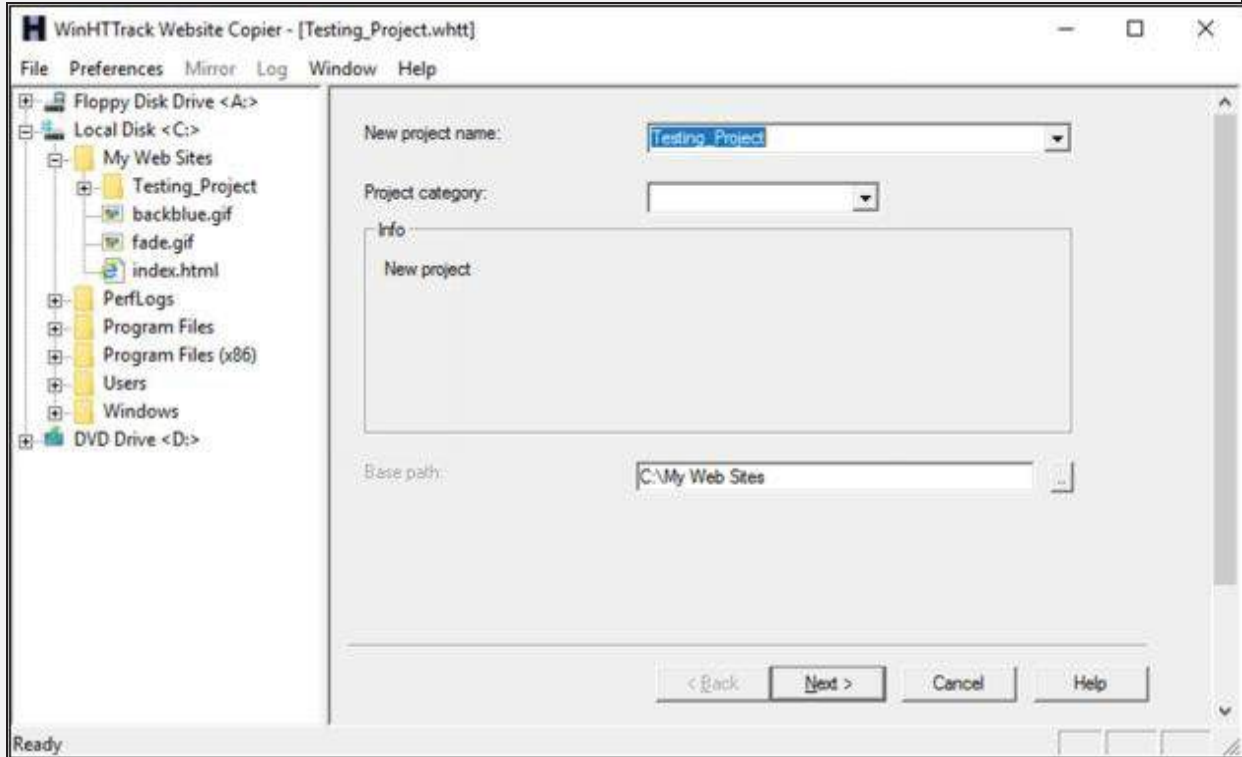 WinHTTrack Website Copier - [Testing_Project.whtt]
File Preferences Mirror Log Window Help
Floppy Disk Drive <A:>
Local Disk <C:>
My Web Sites
Testing_Project
backblue.gif
fade.gif
index.html
PerfLogs
Program Files
Program Files (x86)
Users
Windows
DVD Drive <D:>
New project name:
Testing_Project
Project category:
Info
New project
Base path:
C:\My Web Sites
..
< Back
Next >
Cancel
Help
Ready